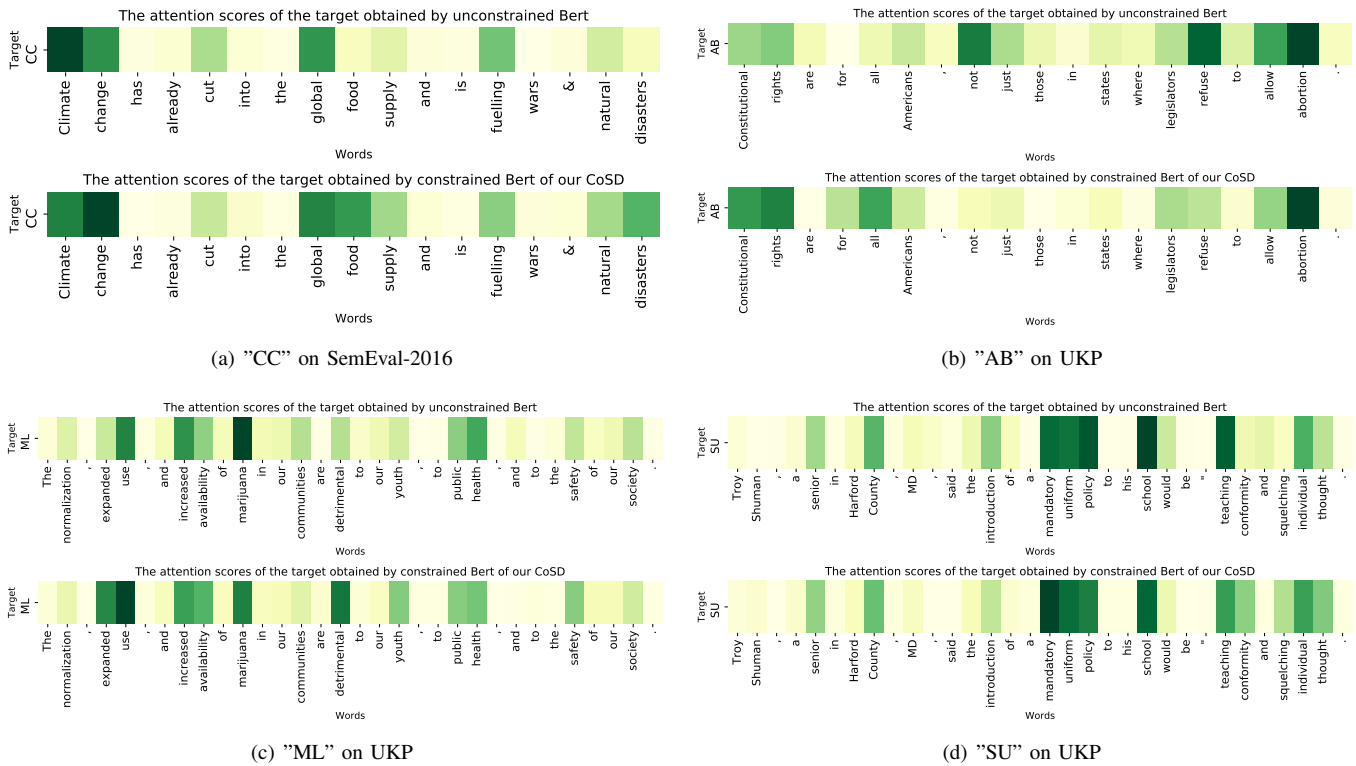 The attention scores of the target obtained by unconstrained Bert
Target
CC
Climate change has already cut into the global food supply and is fuelling wars & natural disasters
Words
The attention scores of the target obtained by constrained Bert of our CoSD
Target
CC
Climate change has already cut into the global food supply and is fuelling wars & natural disasters
Words
(a) ”CC” on SemEval-2016
The attention scores of the target obtained by unconstrained Bert
Target
AB
Constitutional rights are for all Americans , not just those in states where legislators refuse to allow abortion .
Words
The attention scores of the target obtained by constrained Bert of our CoSD
Target
AB
Constitutional rights are for all Americans , not just those in states where legislators refuse to allow abortion .
Words
(b) ”AB” on UKP
The attention scores of the target obtained by unconstrained Bert
Target
ML
The normalization , expanded use , and increased availability of marijuana in our communities are detrimental to our youth , to public health , and to the safety of our society .
Words
The attention scores of the target obtained by constrained Bert of our CoSD
Target
ML
The normalization , expanded use , and increased availability of marijuana in our communities are detrimental to our youth , to public health , and to the safety of our society .
Words
(c) ”ML” on UKP
The attention scores of the target obtained by unconstrained Bert
Target
SU
Troy Shuman , a senior in Harford County , MD , said the introduction of a mandatory uniform policy to his school would be " teaching conformity and squelching individual thought .
Words
The attention scores of the target obtained by constrained Bert of our CoSD
Target
SU
Troy Shuman , a senior in Harford County , MD , said the introduction of a mandatory uniform policy to his school would be " teaching conformity and squelching individual thought .
Words
(d) ”SU” on UKP